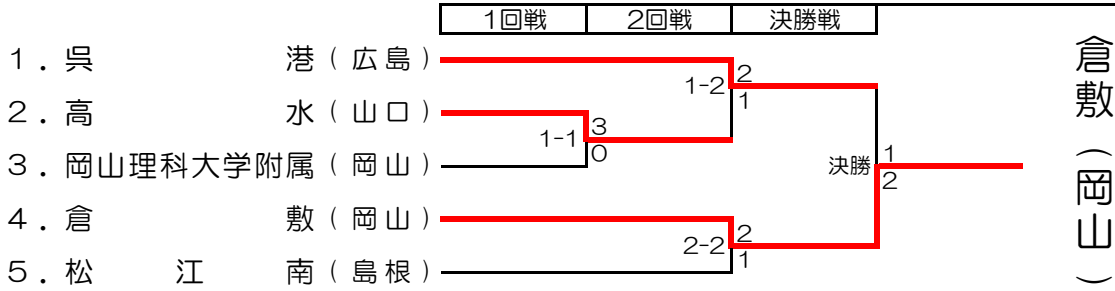 1回戦 2回戦 決勝戦
1．呉港（広島）
2．高水（山口）
3．岡山理科大学附属（岡山）
4．倉敷（岡山）
5．松江南（島根）
1-2 2
1
1-1 3
0
決勝 1
2
2-2 2
1
倉敷（岡山）